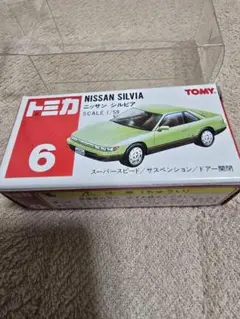 トミカ
NISSAN SILVIA
ニッサン シルビア
SCALE 1/59
TOMY
6
スーパースピード/サスペンション/ドアー開閉